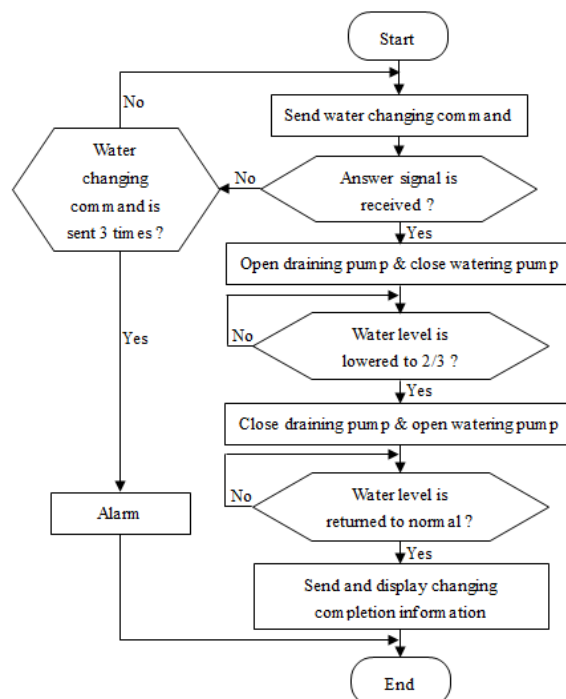 Start
No
Send water changing command
Water
changing
command is
sent 3 times ?
No
Answer signal is
received ?
Yes
Open draining pump & close watering pump
No
Water level is
lowered to 2/3 ?
Yes
Yes
Close draining pump & open watering pump
No
Water level is
returned to normal ?
Alarm
Yes
Send and display changing
completion information
End